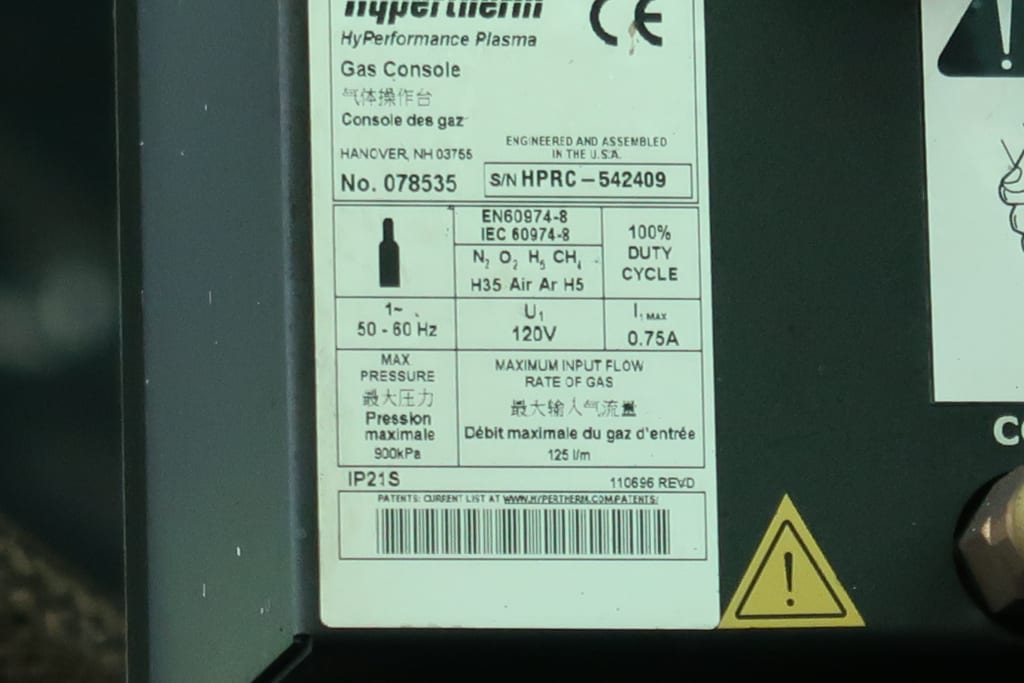 Hypertherm
CE
HyPerformance Plasma
Gas Console
气体操作台
Console des gaz
HANOVER, NH 03755
ENGINEERED AND ASSEMBLED
IN THE U.S.A.
No. 078535
S/N HPRC – 542409
EN60974-8
IEC 60974-8
N₂ O₂ H₅ CH₄
H35 Air Ar H5
100%
DUTY
CYCLE
1~
50 - 60 Hz
U₁
120V
I₁ MAX
0.75A
MAX
PRESSURE
最大压力
Pression
maximale
900kPa
MAXIMUM INPUT FLOW
RATE OF GAS
最大输入气流量
Débit maximale du gaz d'entrée
125 l/m
IP21S
110696 REVD
PATENTS: CURRENT LIST AT WWW.HYPERTHERM.COM/PATENTS/
!
!